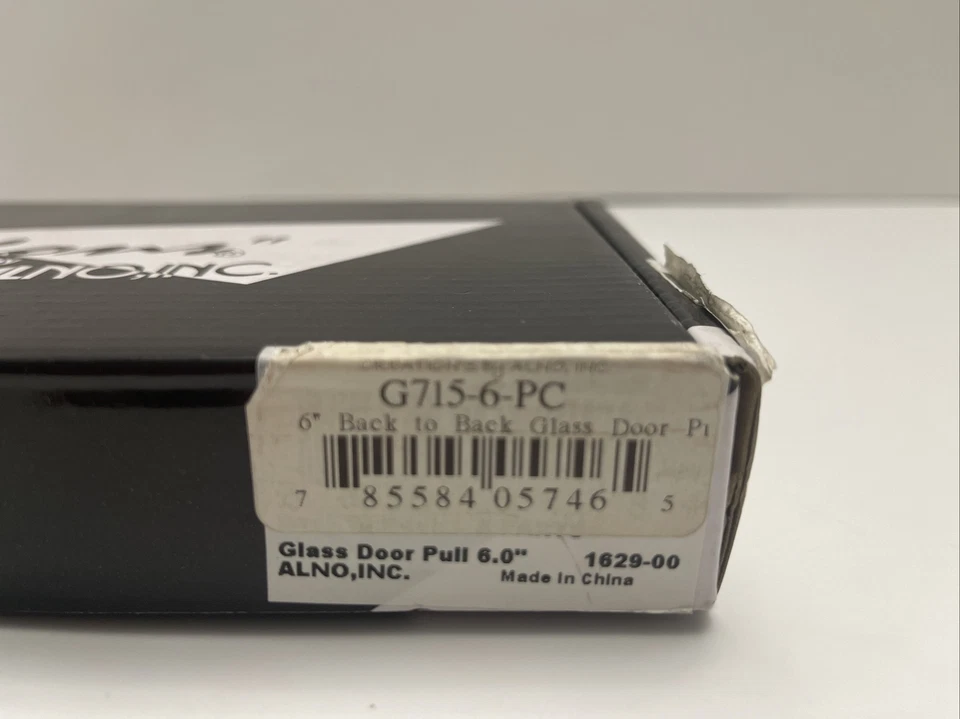 ALNO,INC.
CREATIONS by ALNO, INC.
G715-6-PC
6" Back to Back Glass Door
7 85584 05746 5
Glass Door Pull 6.0" 1629-00
ALNO,INC. Made in China